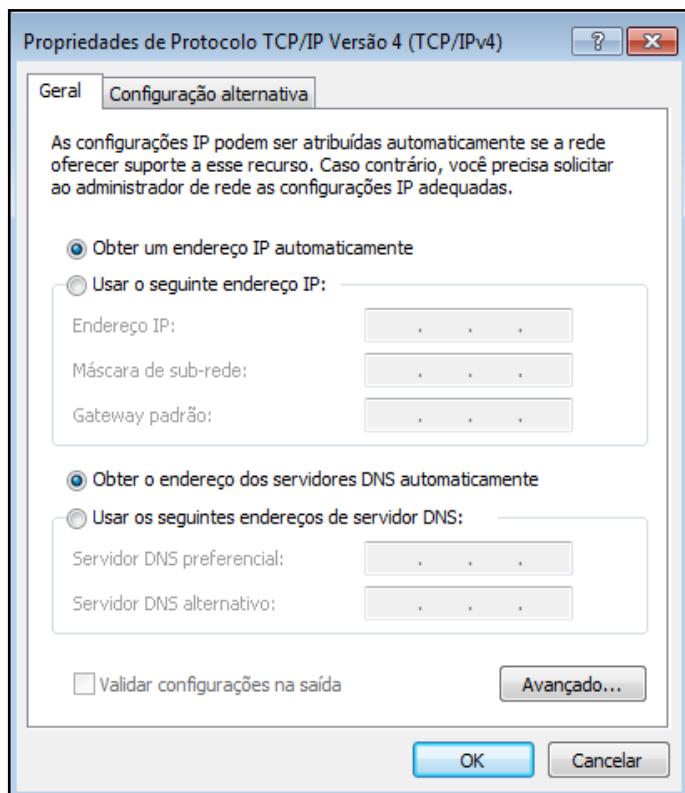 Propriedades de Protocolo TCP/IP Versão 4 (TCP/IPv4)
Geral
Configuração alternativa
As configurações IP podem ser atribuídas automaticamente se a rede
oferecer suporte a esse recurso. Caso contrário, você precisa solicitar
ao administrador de rede as configurações IP adequadas.
Obter um endereço IP automaticamente
Usar o seguinte endereço IP:
Endereço IP:
Máscara de sub-rede:
Gateway padrão:
Obter o endereço dos servidores DNS automaticamente
Usar os seguintes endereços de servidor DNS:
Servidor DNS preferencial:
Servidor DNS alternativo:
Validar configurações na saída
Avançado...
OK
Cancelar